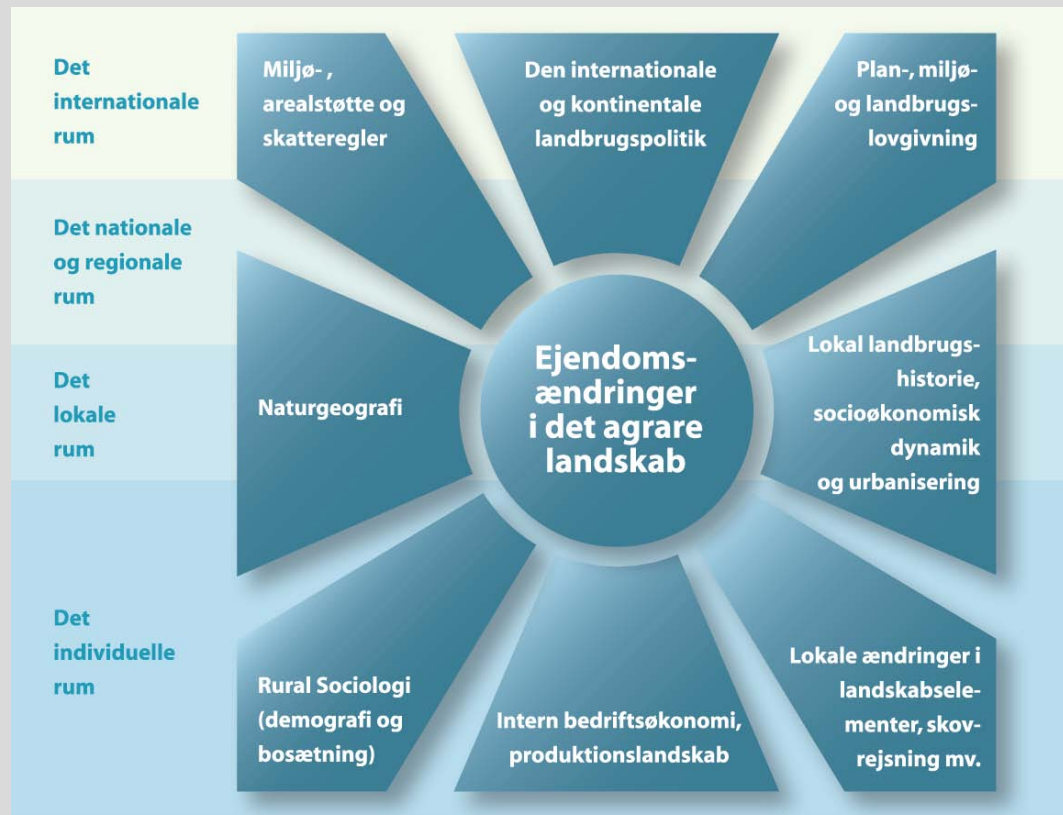 Det
internationale
rum
Miljø- ,
arealstøtte og
skatteregler
Den internationale
og kontinentale
landbrugspolitik
Plan-, miljø-
og landbrugs-
lovgivning
Det nationale
og regionale
rum
Det
lokale
rum
Naturgeografi
Ejendoms-
ændringer
i det agrare
landskab
Lokal landbrugs-
historie,
socioøkonomisk
dynamik
og urbanisering
Det
individuelle
rum
Rural Sociologi
(demografi og
bosætning)
Intern bedriftsøkonomi,
produktionslandskab
Lokale ændringer i
landskabsele-
menter, skov-
rejsning mv.